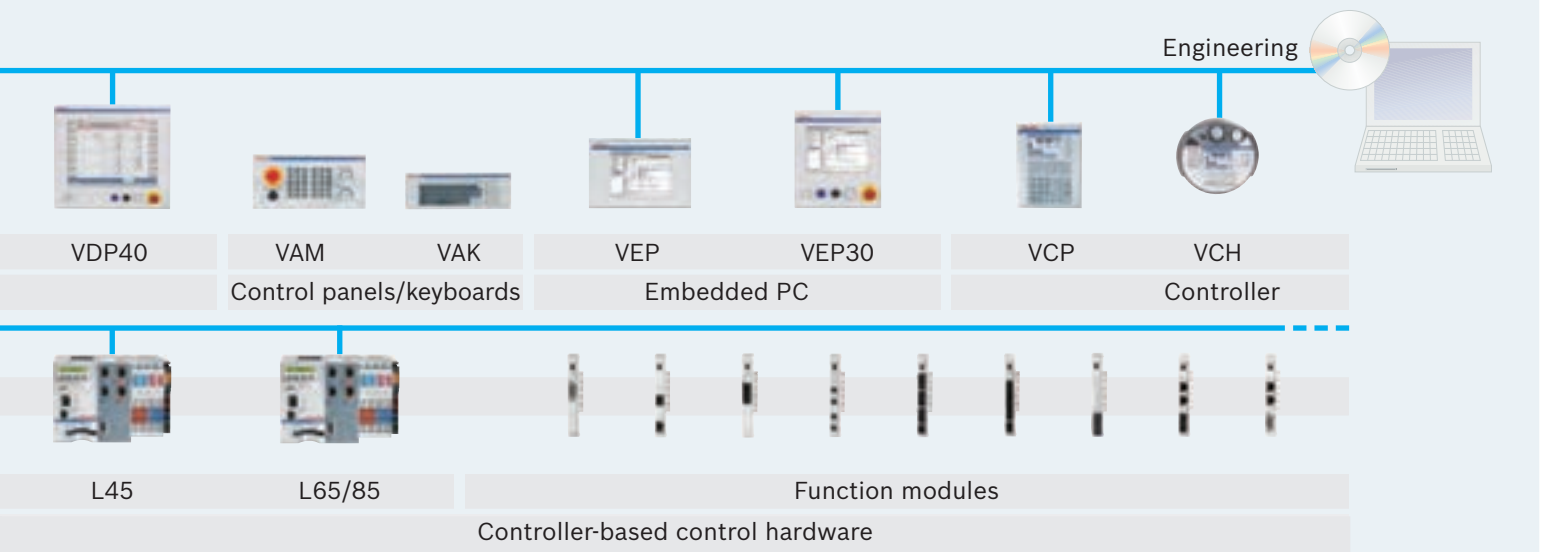 Engineering
VDP40 VAM VAK VEP VEP30 VCP VCH
Control panels/keyboards Embedded PC Controller
L45 L65/85 Function modules
Controller-based control hardware